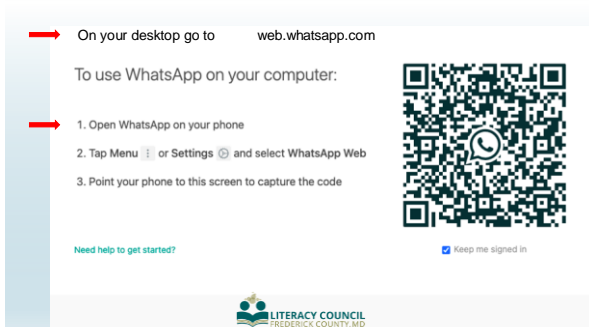 On your desktop go to web.whatsapp.com
To use WhatsApp on your computer:
1. Open WhatsApp on your phone
2. Tap Menu or Settings and select WhatsApp Web
3. Point your phone to this screen to capture the code
Need help to get started?
Keep me signed in
LITERACY COUNCIL
FREDERICK COUNTY, MD